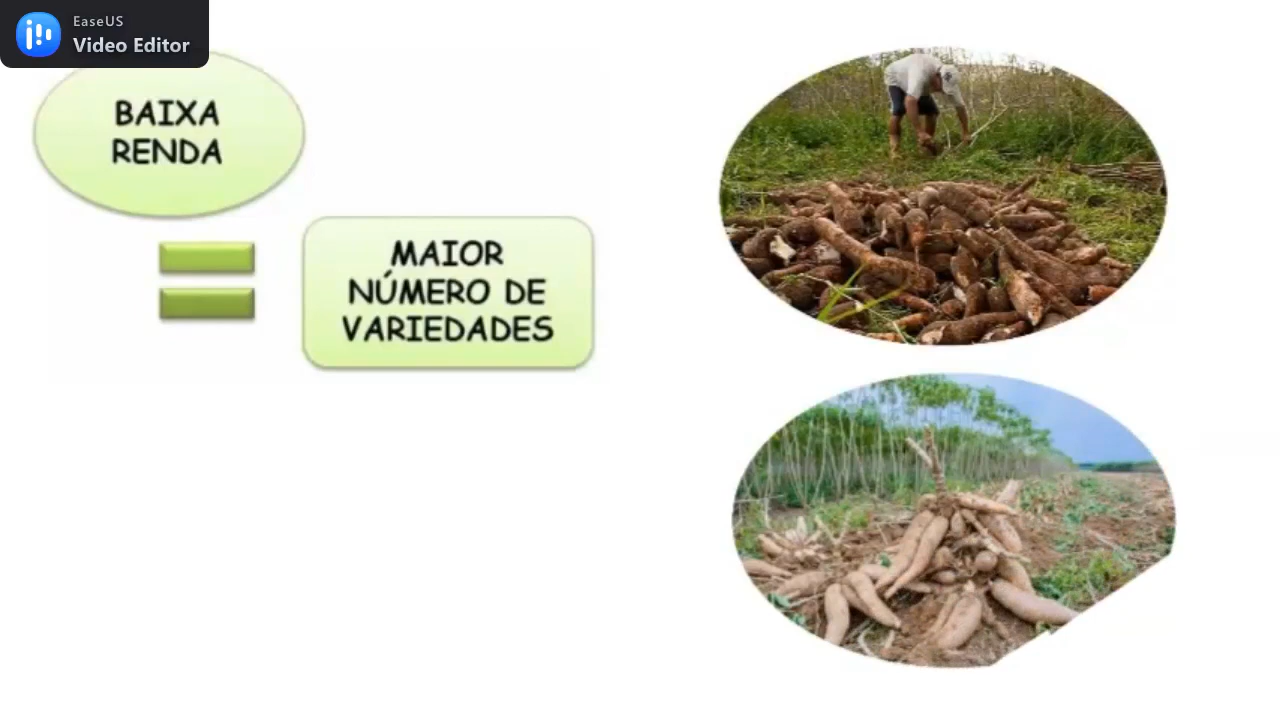 EaseUS
Video Editor
BAIXA
RENDA
MAIOR
NÚMERO DE
VARIEDADES